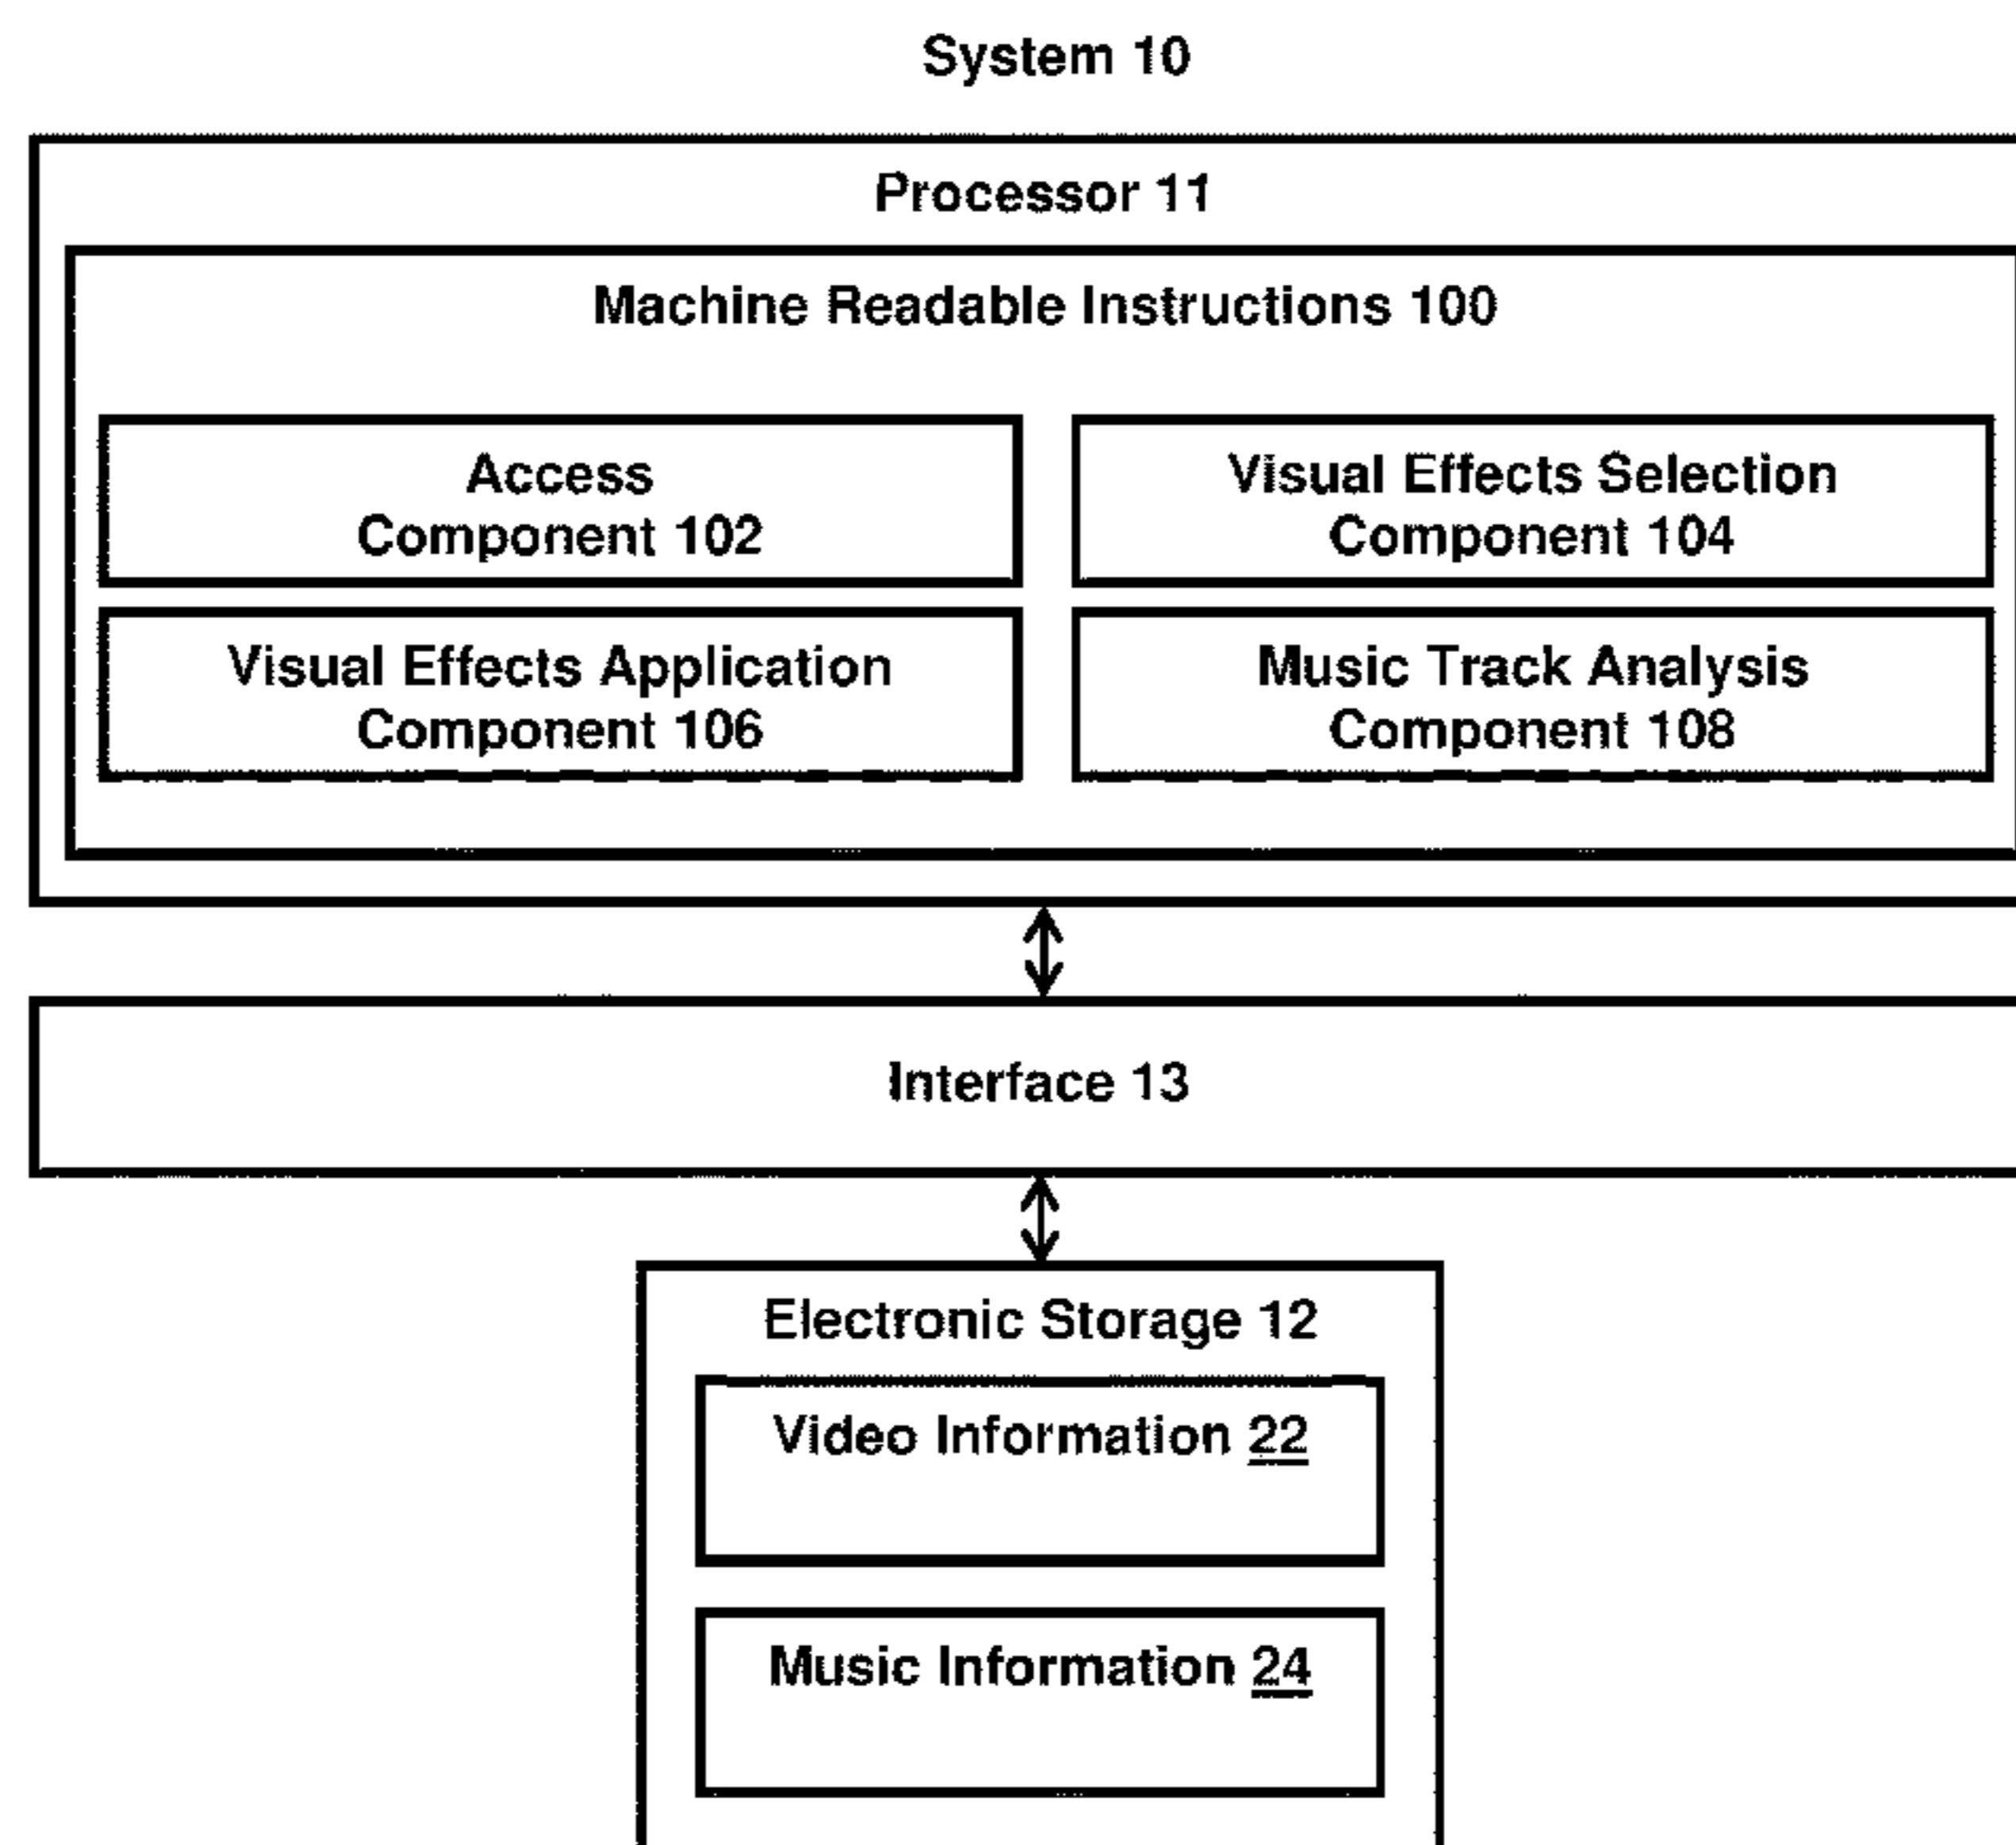 System 10
Processor 11
Machine Readable Instructions 100
Access
Component 102
Visual Effects Selection
Component 104
Visual Effects Application
Component 106
Music Track Analysis
Component 108
Interface 13
Electronic Storage 12
Video Information 22
Music Information 24